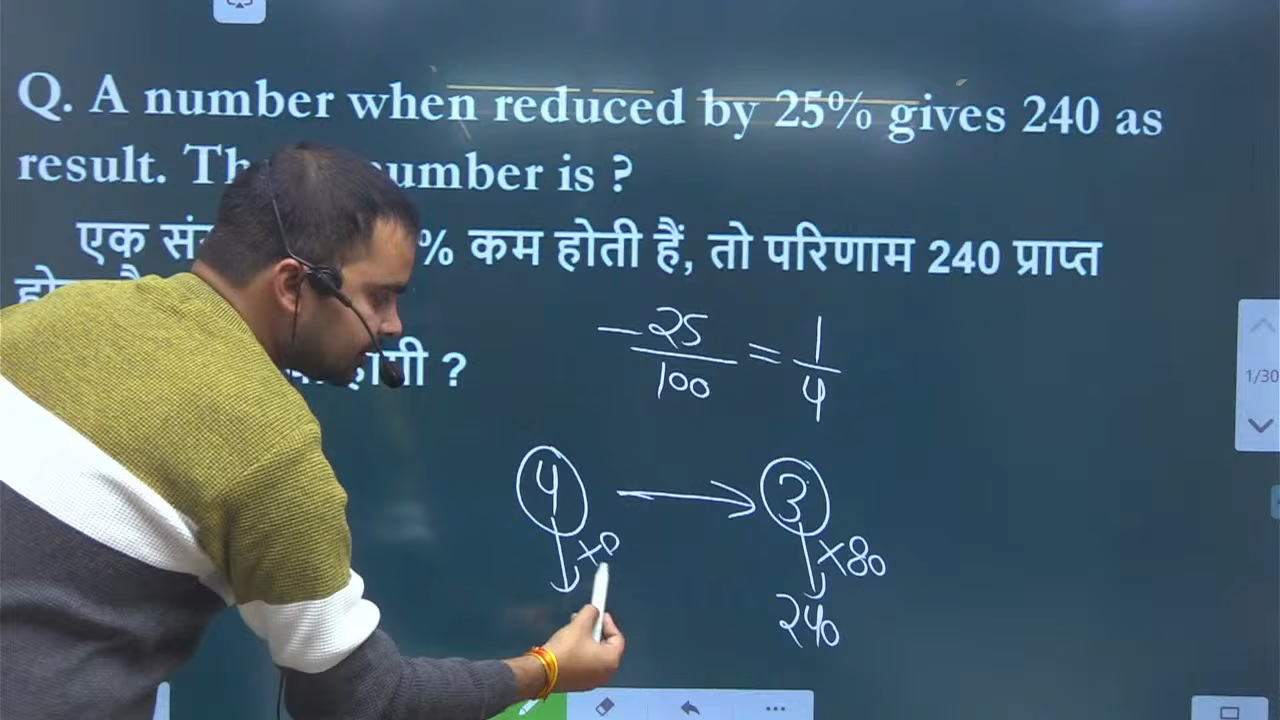 Q. A number when reduced by 25% gives 240 as
result. umber is ?
एक % कम होती हैं, तो परिणाम 240 प्राप्त
?
- 25/100 = 1/4
4 → 3
×80
240
1/30